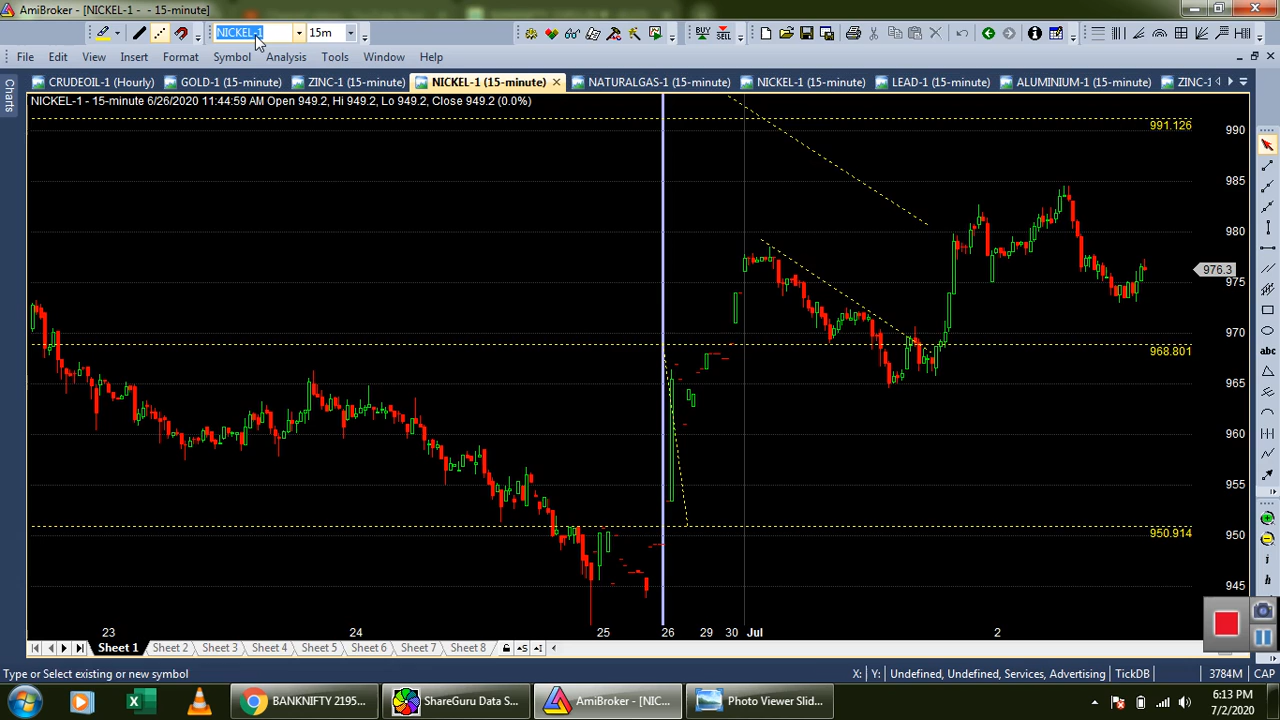 AmiBroker - [NICKEL-1 - - 15-minute]
NICKEL-1
15m
BUY
SELL
File Edit View Insert Format Symbol Analysis Tools Window Help
Charts
CRUDEOIL-1 (Hourly)
GOLD-1 (15-minute)
ZINC-1 (15-minute)
NICKEL-1 (15-minute)
NATURALGAS-1 (15-minute)
NICKEL-1 (15-minute)
LEAD-1 (15-minute)
ALUMINIUM-1 (15-minute)
ZINC-1
NICKEL-1 - 15-minute 6/26/2020 11:44:59 AM Open 949.2, Hi 949.2, Lo 949.2, Close 949.2 (0.0%)
991.126
990
985
980
976.3
975
970
968.801
965
960
955
950.914
950
945
abc
i
h
23 24 25 26 29 30 Jul 2
Sheet 1 Sheet 2 Sheet 3 Sheet 4 Sheet 5 Sheet 6 Sheet 7 Sheet 8
Type or Select existing or new symbol
X: Y: Undefined, Undefined, Services, Advertising TickDB 3784M CAP
BANKNIFTY 2195...
ShareGuru Data S...
AmiBroker - [NIC...
Photo Viewer Slid...
6:13 PM
7/2/2020